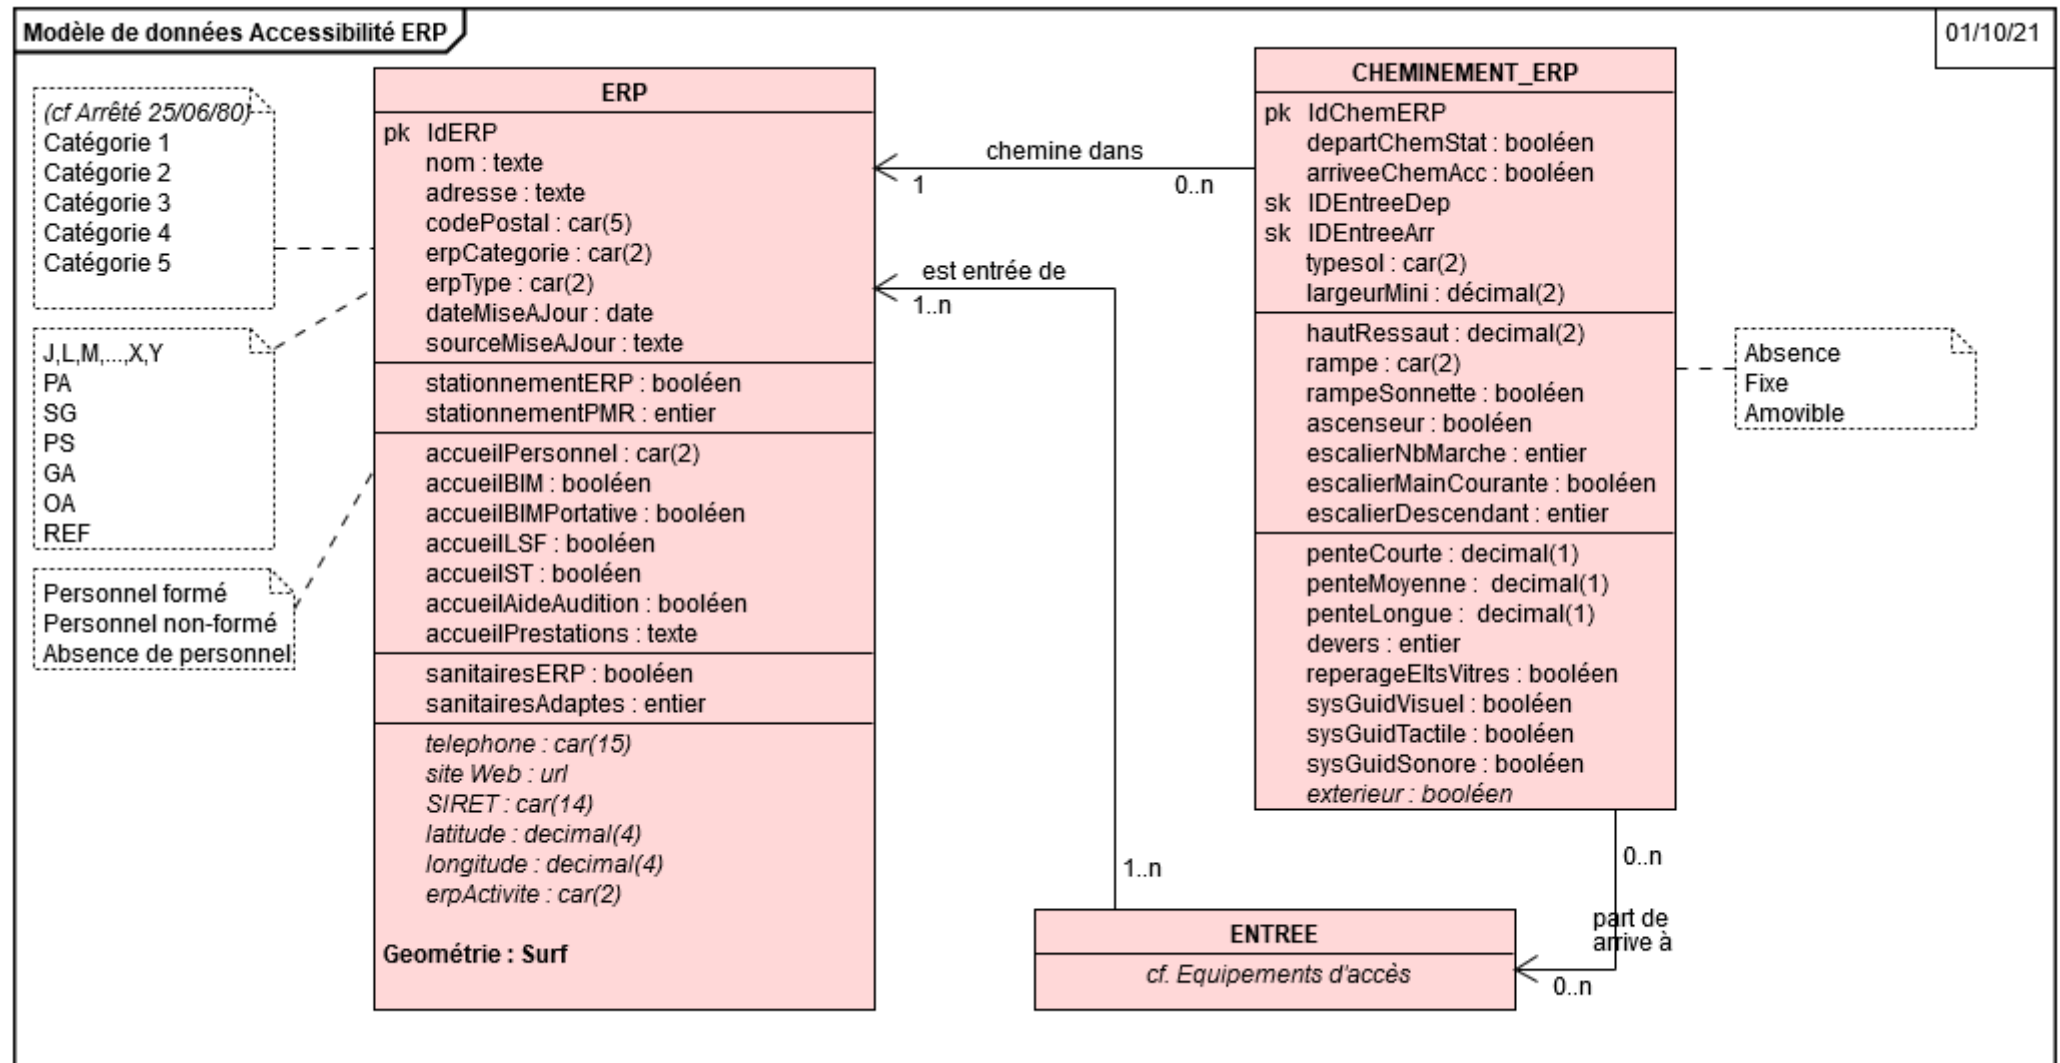 Modèle de données Accessibilité ERP
01/10/21
(cf Arrêté 25/06/80)
Catégorie 1
Catégorie 2
Catégorie 3
Catégorie 4
Catégorie 5
J,L,M,...,X,Y
PA
SG
PS
GA
OA
REF
Personnel formé
Personnel non-formé
Absence de personnel
ERP
pk IdERP
nom : texte
adresse : texte
codePostal : car(5)
erpCategorie : car(2)
erpType : car(2)
dateMiseAJour : date
sourceMiseAJour : texte
stationnementERP : booléen
stationnementPMR : entier
accueilPersonnel : car(2)
accueilBIM : booléen
accueilBIMPortative : booléen
accueilLSF : booléen
accueilST : booléen
accueilAideAudition : booléen
accueilPrestations : texte
sanitairesERP : booléen
sanitairesAdaptes : entier
telephone : car(15)
site Web : url
SIRET : car(14)
latitude : decimal(4)
longitude : decimal(4)
erpActivite : car(2)
Geométrie : Surf
chemine dans
1
0..n
est entrée de
1..n
1..n
CHEMINEMENT_ERP
pk IdChemERP
departChemStat : booléen
arriveeChemAcc : booléen
sk IDEntreeDep
sk IDEntreeArr
typesol : car(2)
largeurMini : décimal(2)
hautRessaut : decimal(2)
rampe : car(2)
rampeSonnette : booléen
ascenseur : booléen
escalierNbMarche : entier
escalierMainCourante : booléen
escalierDescendant : entier
penteCourte : decimal(1)
penteMoyenne : decimal(1)
penteLongue : decimal(1)
devers : entier
reperageEltsVitres : booléen
sysGuidVisuel : booléen
sysGuidTactile : booléen
sysGuidSonore : booléen
exterieur : booléen
Absence
Fixe
Amovible
0..n
part de
arrive à
0..n
ENTREE
cf. Equipements d'accès